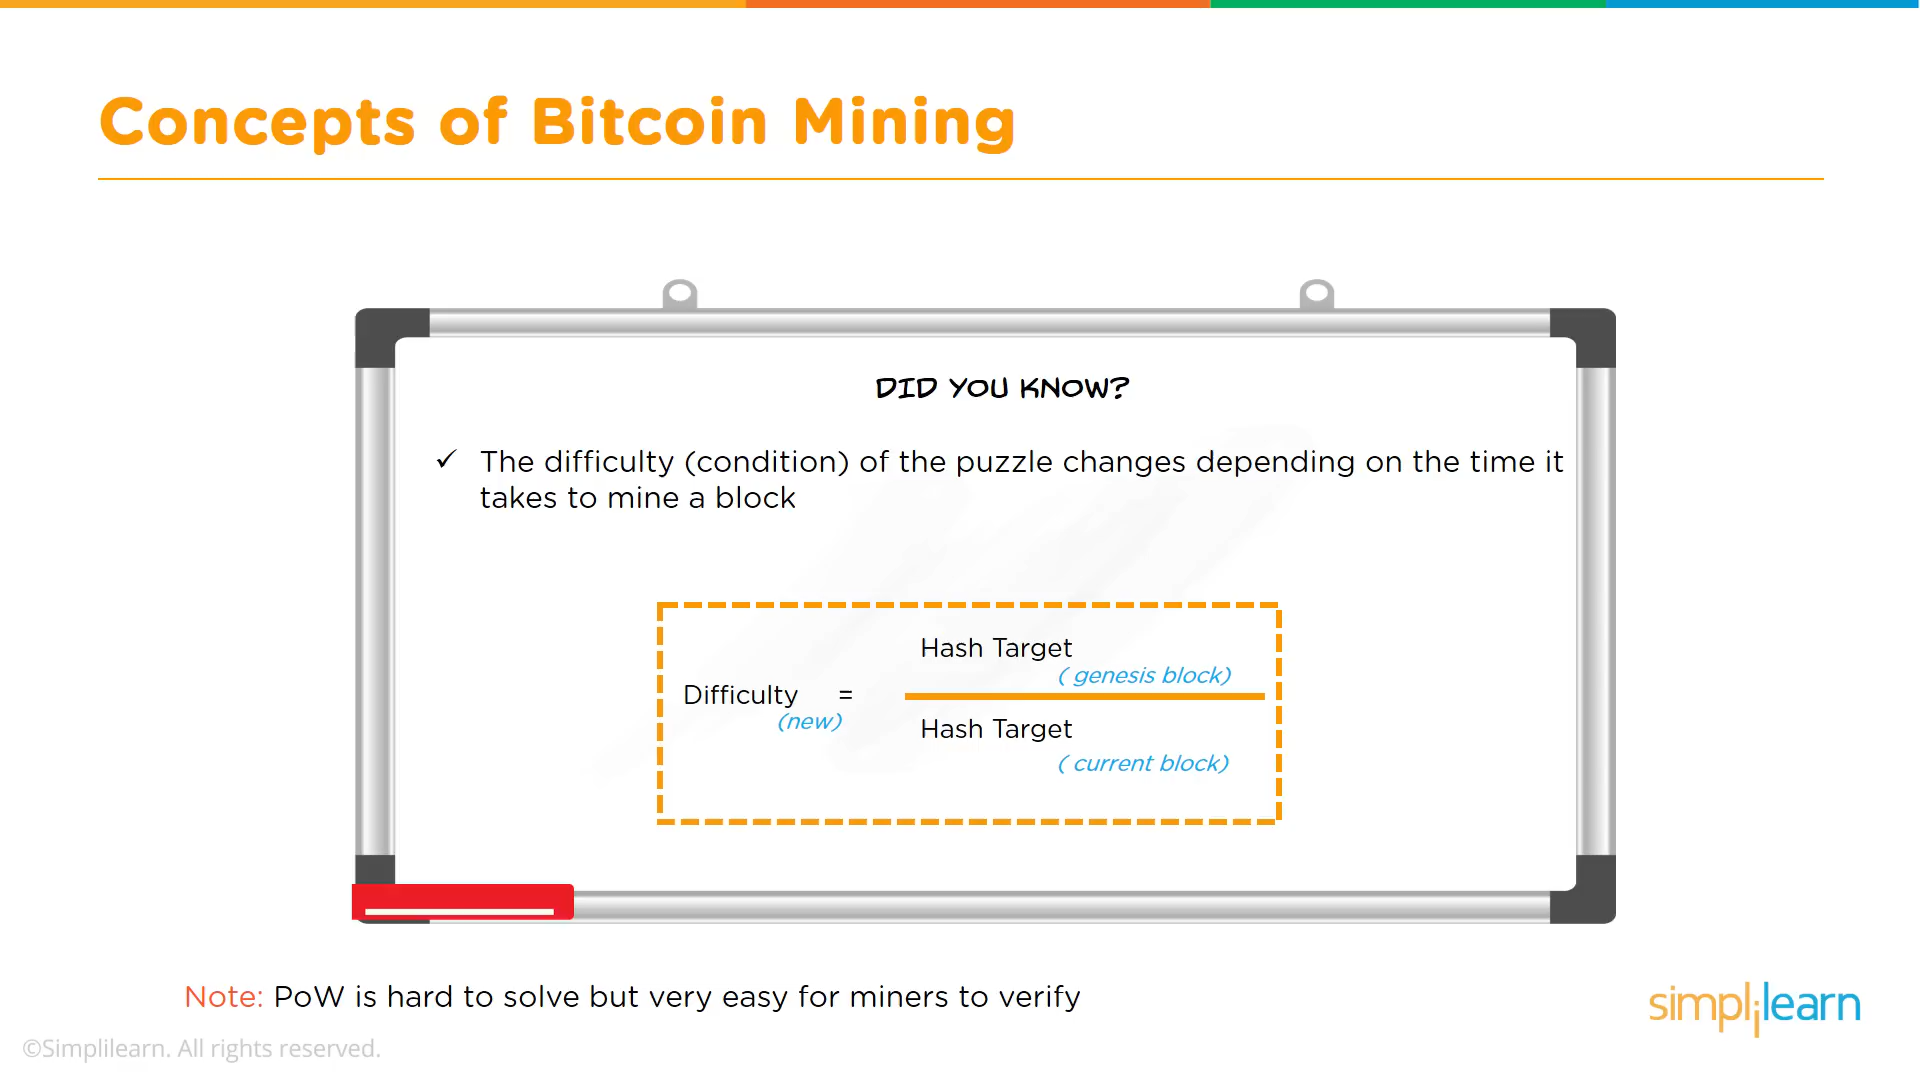 Concepts of Bitcoin Mining
DID YOU KNOW?
✓ The difficulty (condition) of the puzzle changes depending on the time it
takes to mine a block
Hash Target
( genesis block)
Difficulty =
(new)
Hash Target
( current block)
Note: PoW is hard to solve but very easy for miners to verify
simplilearn
©Simplilearn. All rights reserved.